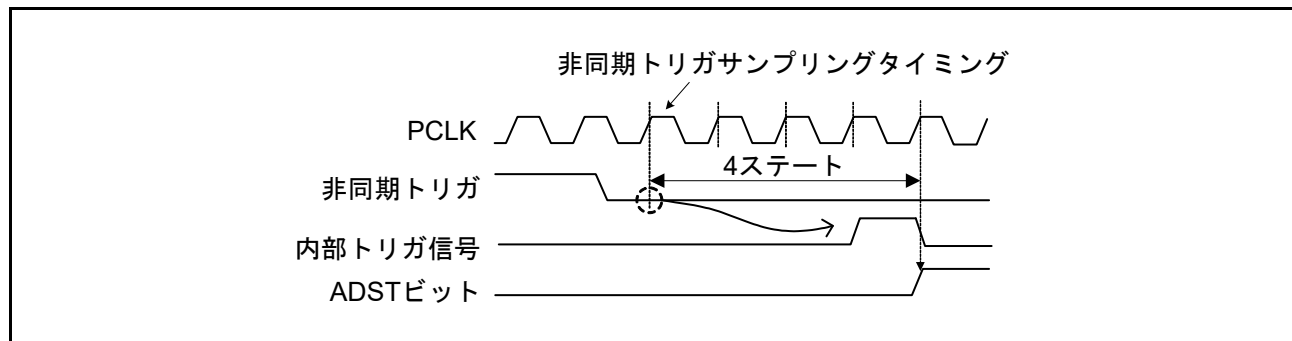 非同期トリガサンプリングタイミング
PCLK
4ステート
非同期トリガ
内部トリガ信号
ADSTビット